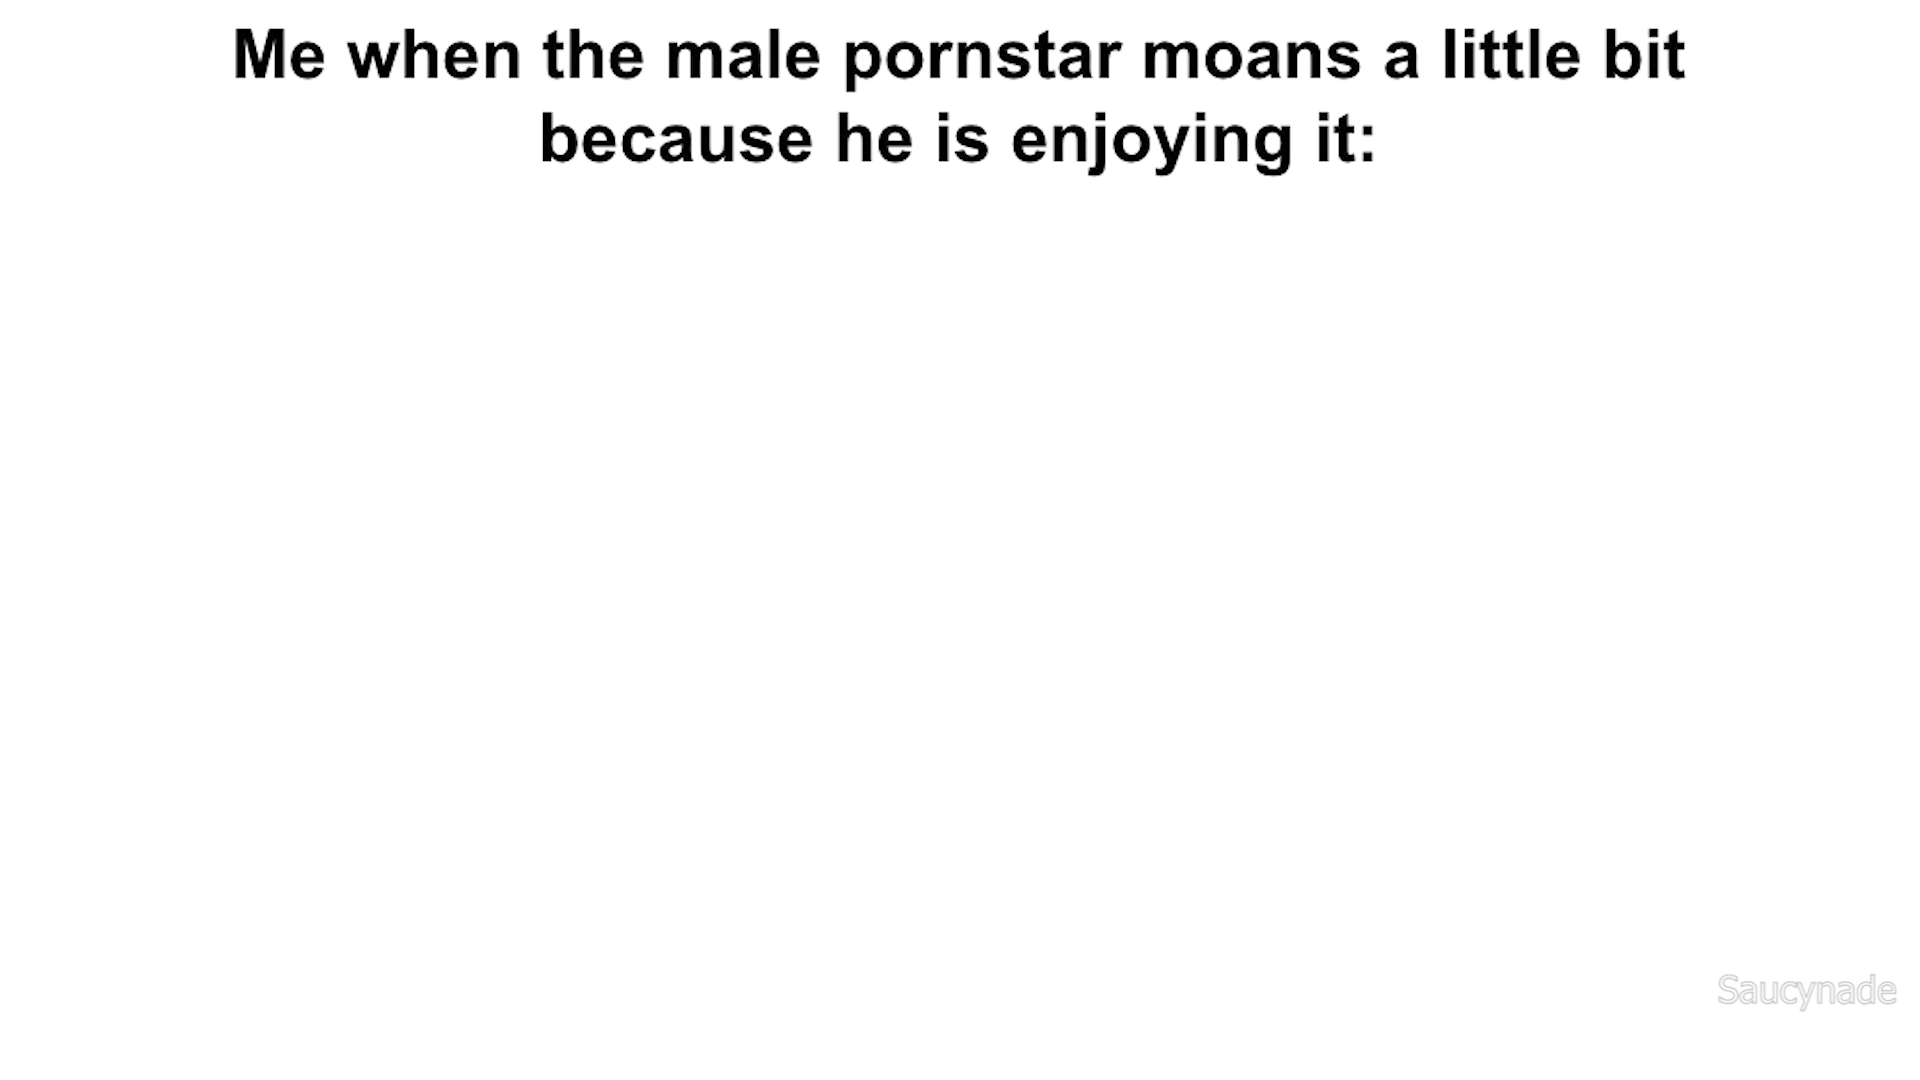 Me when the male pornstar moans a little bit
because he is enjoying it:
Saucynade